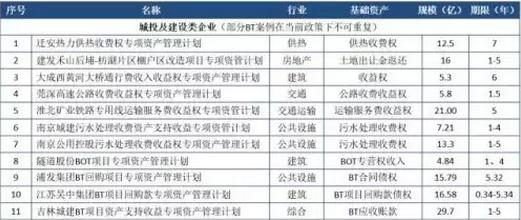 序号 名称 行业 基础资产 规模（亿） 期限（年）
城投及建设类企业（部分BT案例在当前政策下不可重复）
1 迁安热力供热收费权专项资产管理计划 供热 供热收费权 12.5 7
2 建发禾山后埔-枋湖片区棚户区改造项目专项资管计划 房地产 土地出让金返还 16 1-5
3 大成西黄河大桥通行费收入收益权专项资产管理计划 建筑 收益权 5.3 6
4 莞深高速公路收费收益权专项资产管理计划 交通 公路收费收益权 5.8 1.5
5 淮北矿业铁路专用线运输服务费收益权专项资管计划 交通运输 运输服务费收益权 21.00 5
6 南京城建污水处理收费资产支持收益专项资管计划 公共设施 污水处理收费权 7.21 1-4
7 南京公用控股污水处理收费收益权专项资管计划 公共设施 污水处理收费权 13.3 1-5
8 隧道股份BOT项目专项资产管理计划 建筑 BOT专营权收入 4.84 1、4
9 浦发集团BT回购项目专项资管计划 公共设施 BT合同债权 15.79 5.32
10 江苏吴中集团BT项目回购款专项资产管理计划 建筑 BT项目回购款债权 16.58 0.34-5.34
11 吉林城建BT项目资产支持收益专项资管计划 综合 BT应收账款 29.7 1-5